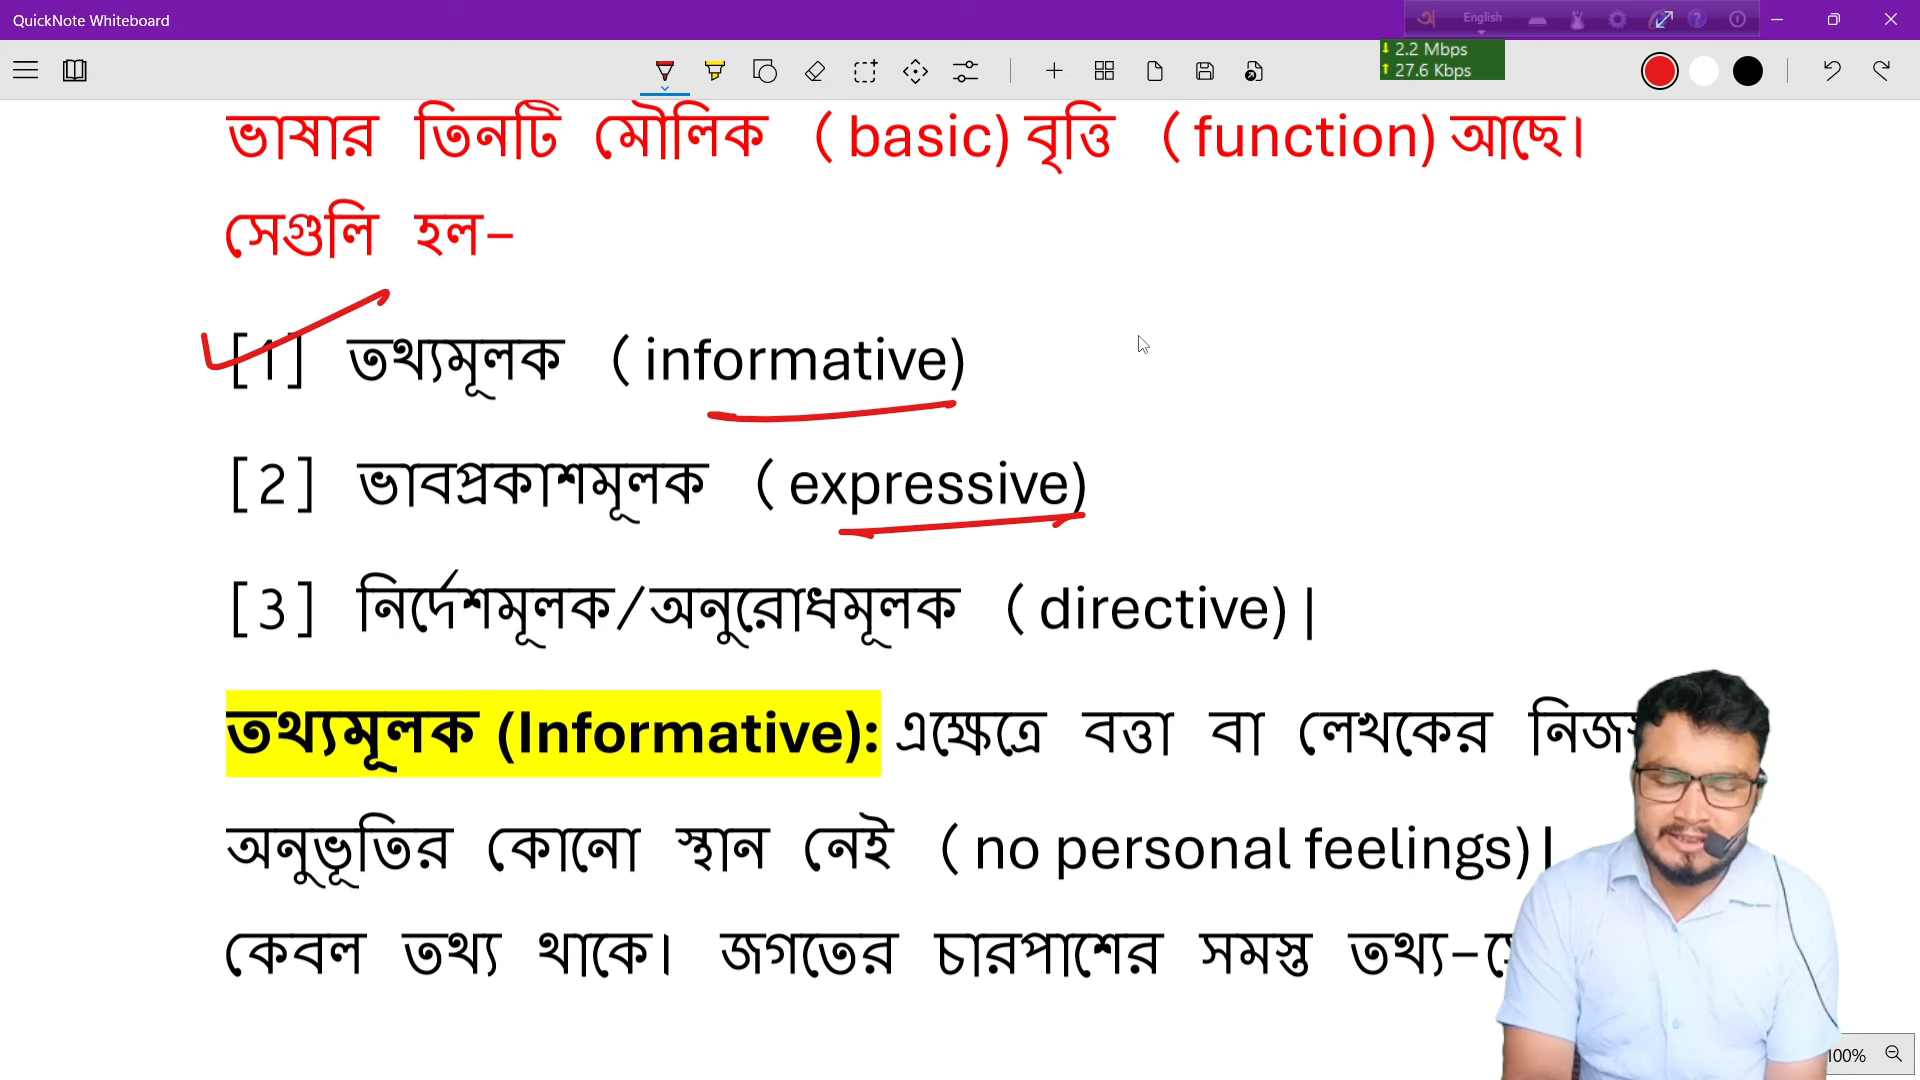 QuickNote Whiteboard
English
2.2 Mbps
27.6 Kbps
ভাষার তিনটি মৌলিক ( basic) বৃত্তি ( function) আছে।
সেগুলি হল-
[1] তথ্যমূলক ( informative)
[2] ভাবপ্রকাশমূলক ( expressive)
[3] নির্দেশমূলক/অনুরোধমূলক ( directive)|
তথ্যমূলক (Informative): এক্ষেত্রে বত্তা বা লেখকের
অনুভূতির কোনো স্থান নেই ( no personal feelings)|
কেবল তথ্য থাকে। জগতের চারপাশের সমস্ত তথ্য-
100%